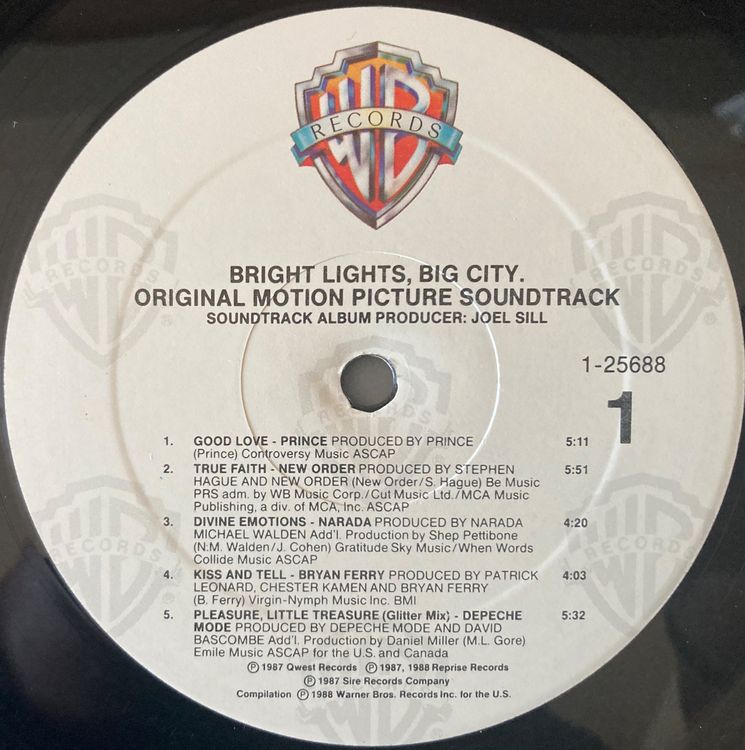 WB
RECORDS
BRIGHT LIGHTS, BIG CITY.
ORIGINAL MOTION PICTURE SOUNDTRACK
SOUNDTRACK ALBUM PRODUCER: JOEL SILL
1-25688
1
1. GOOD LOVE - PRINCE PRODUCED BY PRINCE 5:11
(Prince) Controversy Music ASCAP
2. TRUE FAITH - NEW ORDER PRODUCED BY STEPHEN 5:51
HAGUE AND NEW ORDER (New Order/S. Hague) Be Music
PRS adm. by WB Music Corp./Cut Music Ltd./MCA Music
Publishing, a div. of MCA, Inc. ASCAP
3. DIVINE EMOTIONS - NARADA PRODUCED BY NARADA 4:20
MICHAEL WALDEN Add'l. Production by Shep Pettibone
(N.M. Walden/J. Cohen) Gratitude Sky Music/When Words
Collide Music ASCAP
4. KISS AND TELL - BRYAN FERRY PRODUCED BY PATRICK 4:03
LEONARD, CHESTER KAMEN AND BRYAN FERRY
(B. Ferry) Virgin-Nymph Music Inc. BMI
5. PLEASURE, LITTLE TREASURE (Glitter Mix) - DEPECHE 5:32
MODE PRODUCED BY DEPECHE MODE AND DAVID
BASCOMBE Add'l. Production by Daniel Miller (M.L. Gore)
Emile Music ASCAP for the U.S. and Canada
℗ 1987 Qwest Records ℗ 1987, 1988 Reprise Records
℗ 1987 Sire Records Company
Compilation ℗ 1988 Warner Bros. Records Inc. for the U.S.